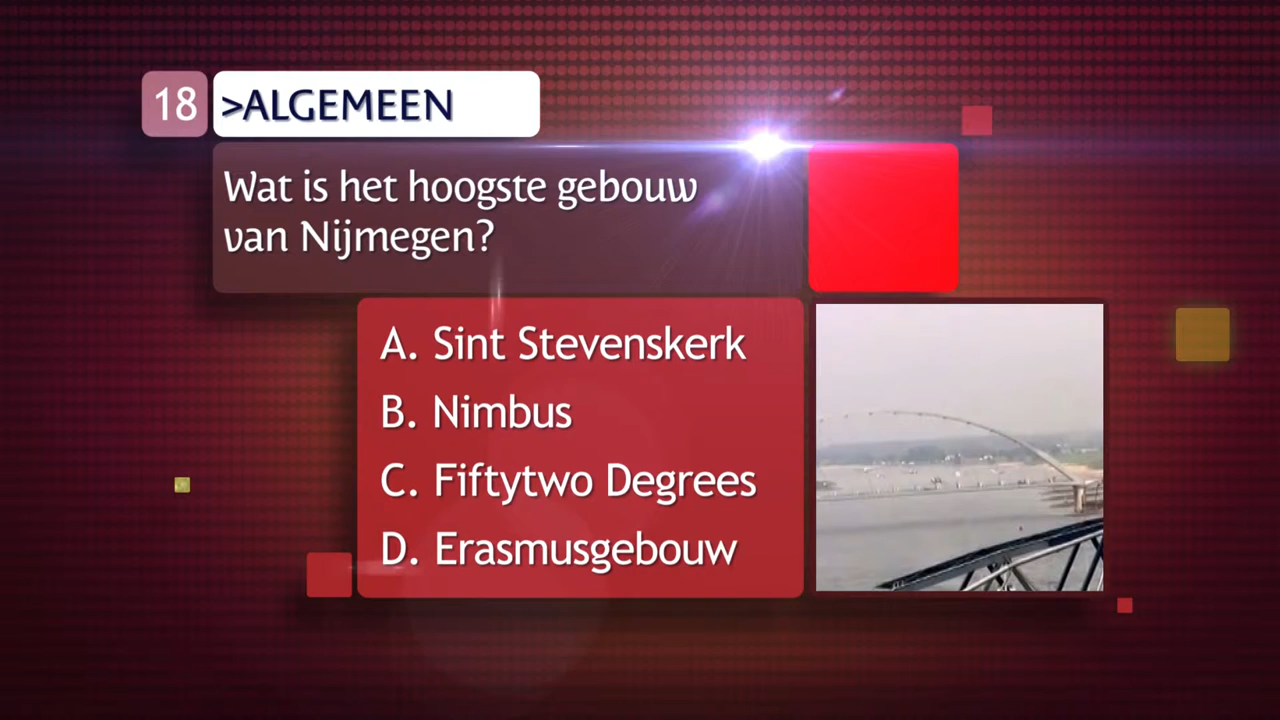 18
>ALGEMEEN
Wat is het hoogste gebouw
van Nijmegen?
A. Sint Stevenskerk
B. Nimbus
C. Fiftytwo Degrees
D. Erasmusgebouw